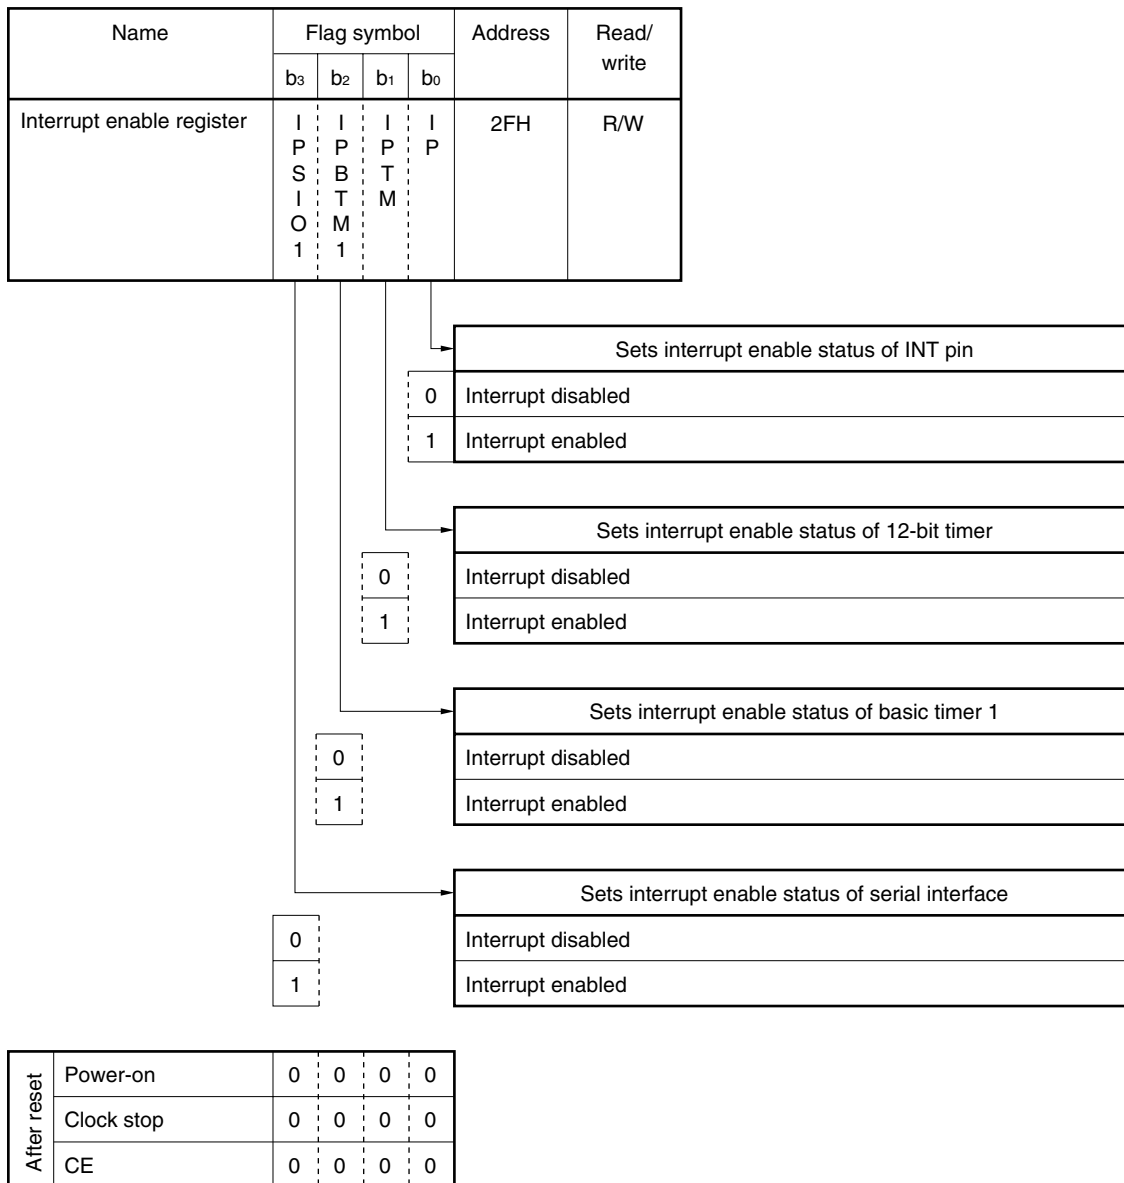 Name Flag symbol Address Read/
write
b3 b2 b1 b0
Interrupt enable register IPSIO1 IPBTM1 IPTM IP 2FH R/W
Sets interrupt enable status of INT pin
0 Interrupt disabled
1 Interrupt enabled
Sets interrupt enable status of 12-bit timer
0 Interrupt disabled
1 Interrupt enabled
Sets interrupt enable status of basic timer 1
0 Interrupt disabled
1 Interrupt enabled
Sets interrupt enable status of serial interface
0 Interrupt disabled
1 Interrupt enabled
After reset
Power-on 0 0 0 0
Clock stop 0 0 0 0
CE 0 0 0 0